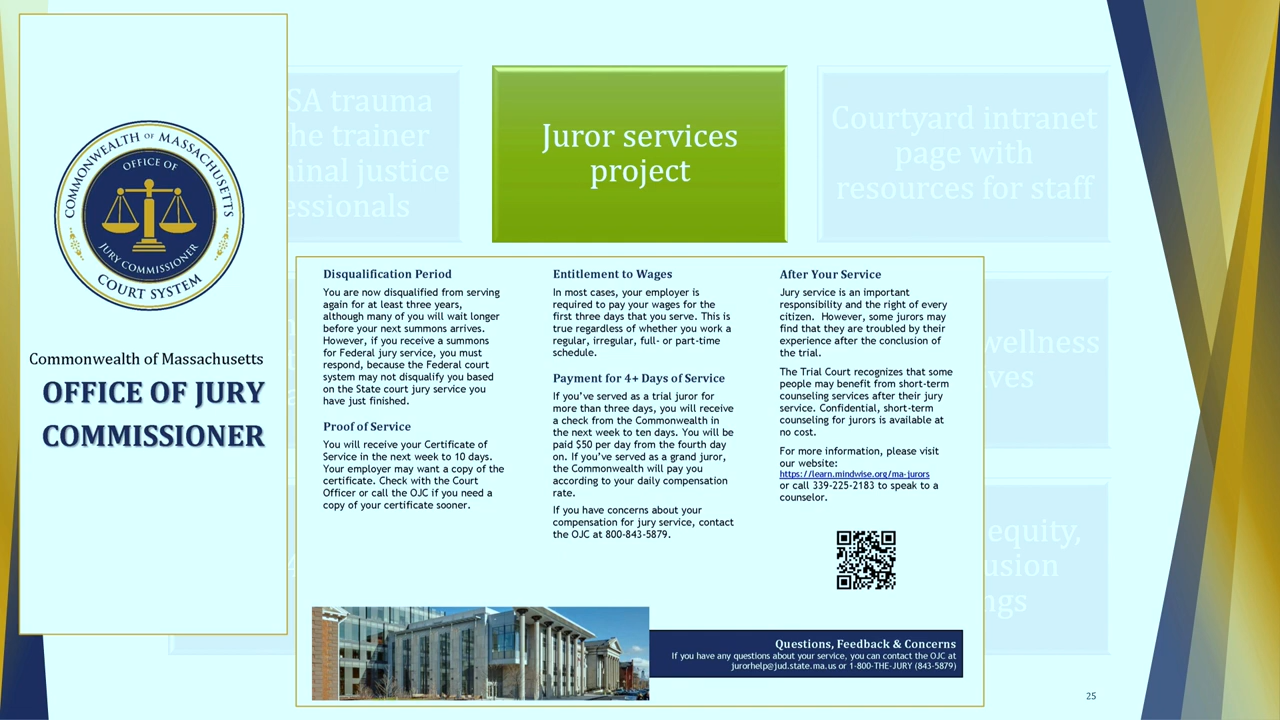 COMMONWEALTH OF MASSACHUSETTS
OFFICE OF
JURY COMMISSIONER
COURT SYSTEM
Commonwealth of Massachusetts
OFFICE OF JURY
COMMISSIONER
SA trauma
the trainer
justice
Juror services
project
Courtyard intranet
page with
resources for staff
wellness
equity,
Disqualification Period
You are now disqualified from serving
again for at least three years,
although many of you will wait longer
before your next summons arrives.
However, if you receive a summons
for Federal jury service, you must
respond, because the Federal court
system may not disqualify you based
on the State court jury service you
have just finished.
Proof of Service
You will receive your Certificate of
Service in the next week to 10 days.
Your employer may want a copy of the
certificate. Check with the Court
Officer or call the OJC if you need a
copy of your certificate sooner.
Entitlement to Wages
In most cases, your employer is
required to pay your wages for the
first three days that you serve. This is
true regardless of whether you work a
regular, irregular, full- or part-time
schedule.
Payment for 4+ Days of Service
If you've served as a trial juror for
more than three days, you will receive
a check from the Commonwealth in
the next week to ten days. You will be
paid $50 per day from the fourth day
on. If you've served as a grand juror,
the Commonwealth will pay you
according to your daily compensation
rate.
If you have concerns about your
compensation for jury service, contact
the OJC at 800-843-5879.
After Your Service
Jury service is an important
responsibility and the right of every
citizen. However, some jurors may
find that they are troubled by their
experience after the conclusion of
the trial.
The Trial Court recognizes that some
people may benefit from short-term
counseling services after their jury
service. Confidential, short-term
counseling for jurors is available at
no cost.
For more information, please visit
our website:
https://learn.mindwise.org/ma-jurors
or call 339-225-2183 to speak to a
counselor.
Questions, Feedback & Concerns
If you have any questions about your service, you can contact the OJC at
jurorhelp@jud.state.ma.us or 1-800-THE-JURY (843-5879)
25